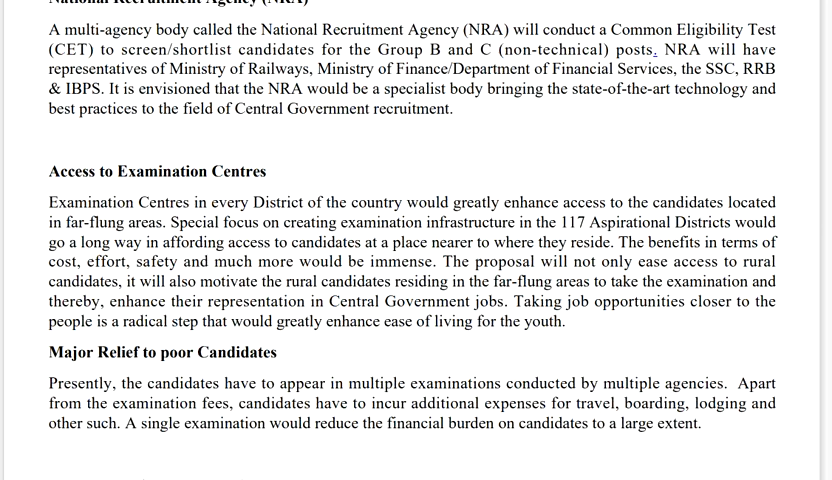 National Recruitment Agency (NRA)
A multi-agency body called the National Recruitment Agency (NRA) will conduct a Common Eligibility Test
(CET) to screen/shortlist candidates for the Group B and C (non-technical) posts. NRA will have
representatives of Ministry of Railways, Ministry of Finance/Department of Financial Services, the SSC, RRB
& IBPS. It is envisioned that the NRA would be a specialist body bringing the state-of-the-art technology and
best practices to the field of Central Government recruitment.
Access to Examination Centres
Examination Centres in every District of the country would greatly enhance access to the candidates located
in far-flung areas. Special focus on creating examination infrastructure in the 117 Aspirational Districts would
go a long way in affording access to candidates at a place nearer to where they reside. The benefits in terms of
cost, effort, safety and much more would be immense. The proposal will not only ease access to rural
candidates, it will also motivate the rural candidates residing in the far-flung areas to take the examination and
thereby, enhance their representation in Central Government jobs. Taking job opportunities closer to the
people is a radical step that would greatly enhance ease of living for the youth.
Major Relief to poor Candidates
Presently, the candidates have to appear in multiple examinations conducted by multiple agencies.  Apart
from the examination fees, candidates have to incur additional expenses for travel, boarding, lodging and
other such. A single examination would reduce the financial burden on candidates to a large extent.